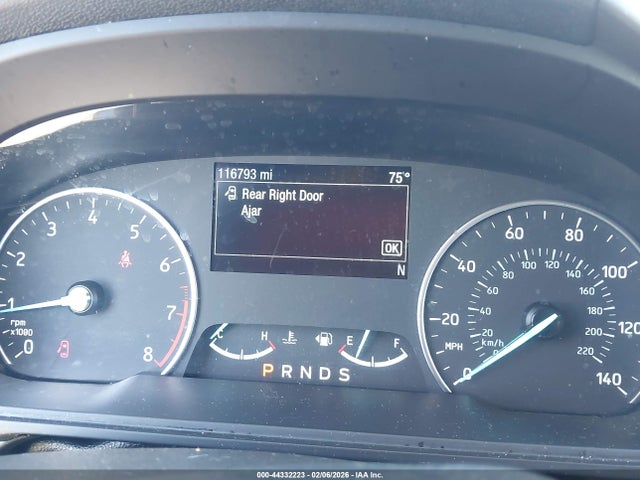 116793 mi 75°
Rear Right Door
Ajar
OK
N
0 1 2 3 4 5 6 7 8
rpm
x1000
C H
E F
P R N D S
0 20 40 60 80 100 120 140
MPH
0 20 40 60 80 100 120 140 160 180 200 220
km/h
000-44332223 - 02/06/2026 - IAA Inc.